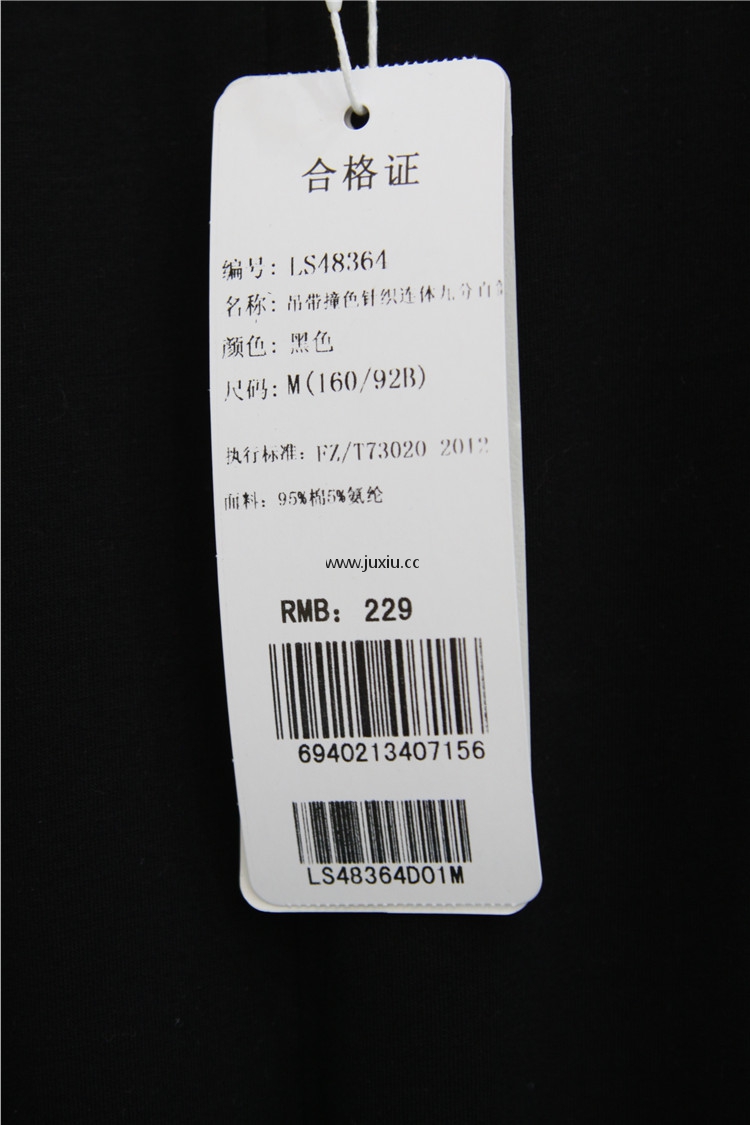 合格证
编号: LS48364
名称: 吊带撞色针织连体九分直
颜色: 黑色
尺码: M(160/92B)
执行标准: FZ/T73020 2012
面料: 95%棉5%氨纶
www.juxiu.cc
RMB: 229
6940213407156
LS48364D01M